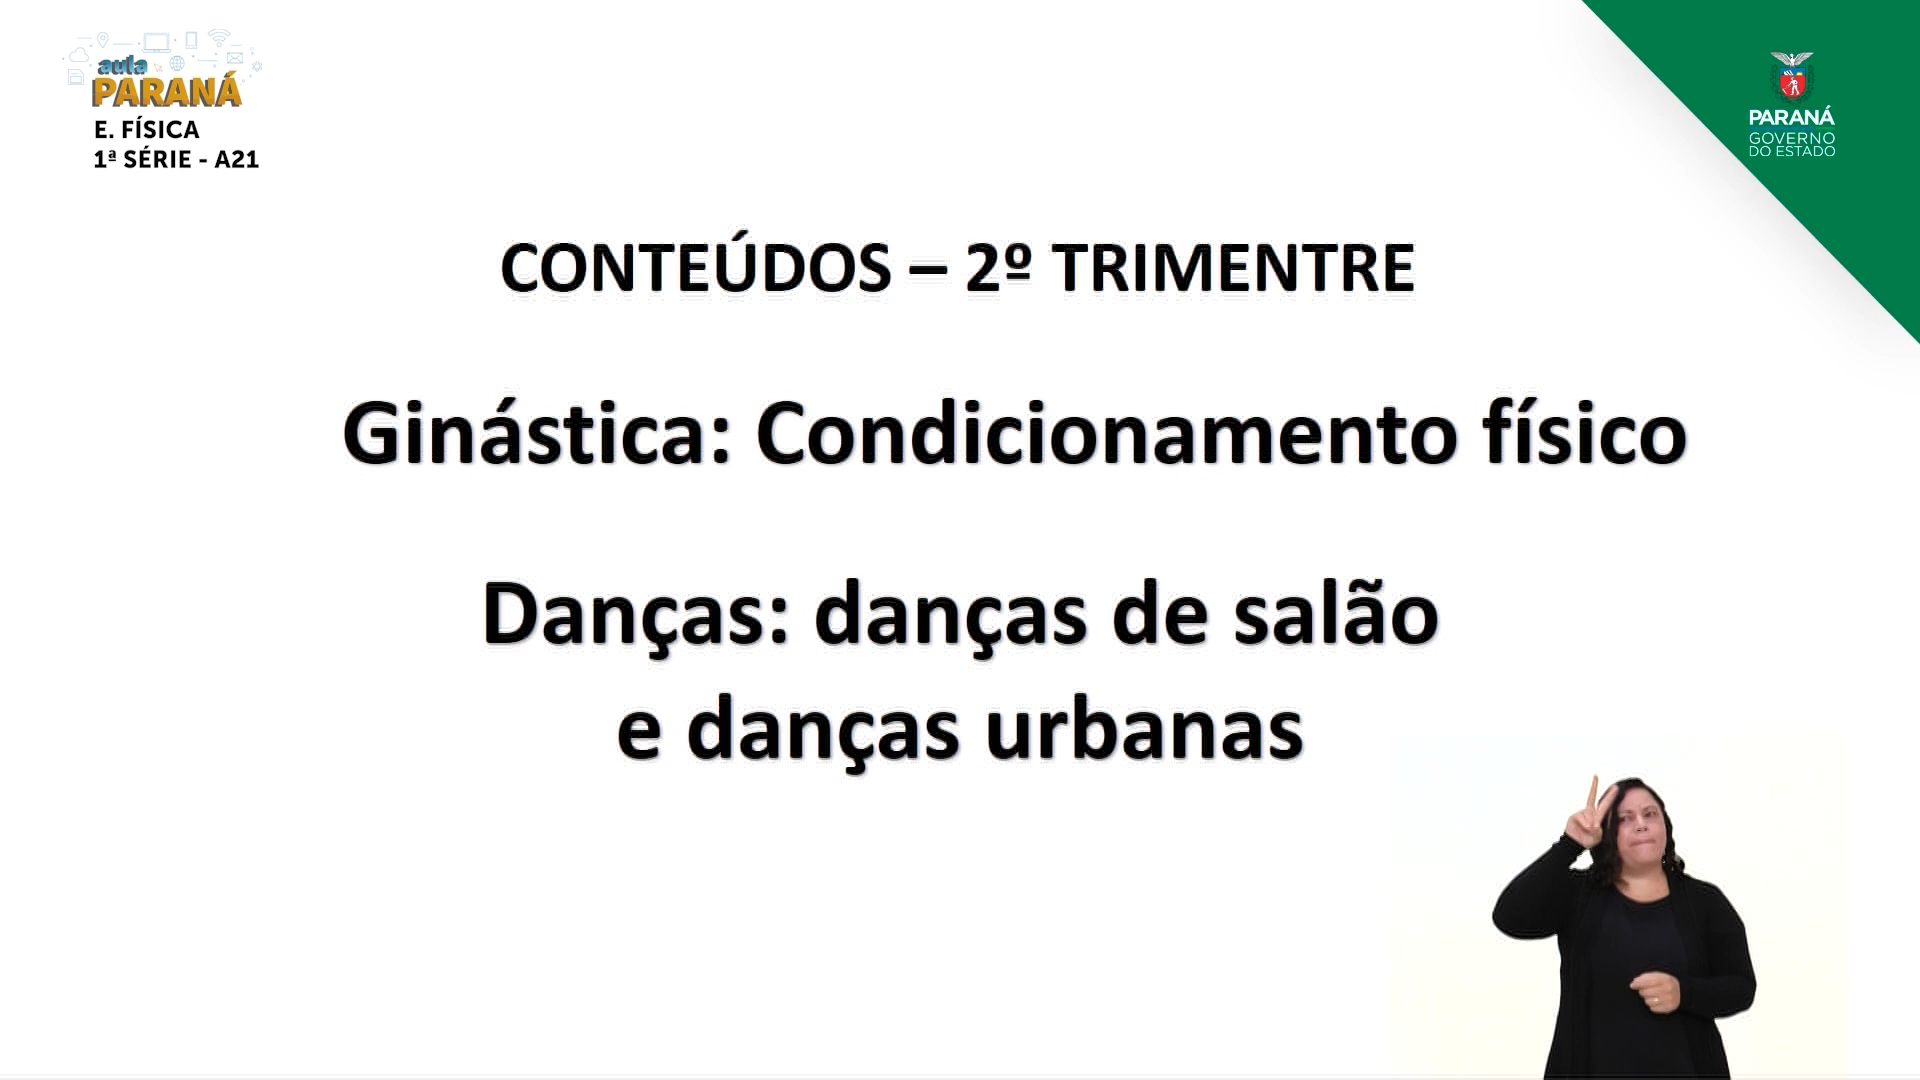 aula
PARANÁ
E. FÍSICA
1ª SÉRIE - A21
PARANÁ
GOVERNO
DO ESTADO
CONTEÚDOS – 2º TRIMENTRE
Ginástica: Condicionamento físico
Danças: danças de salão
e danças urbanas